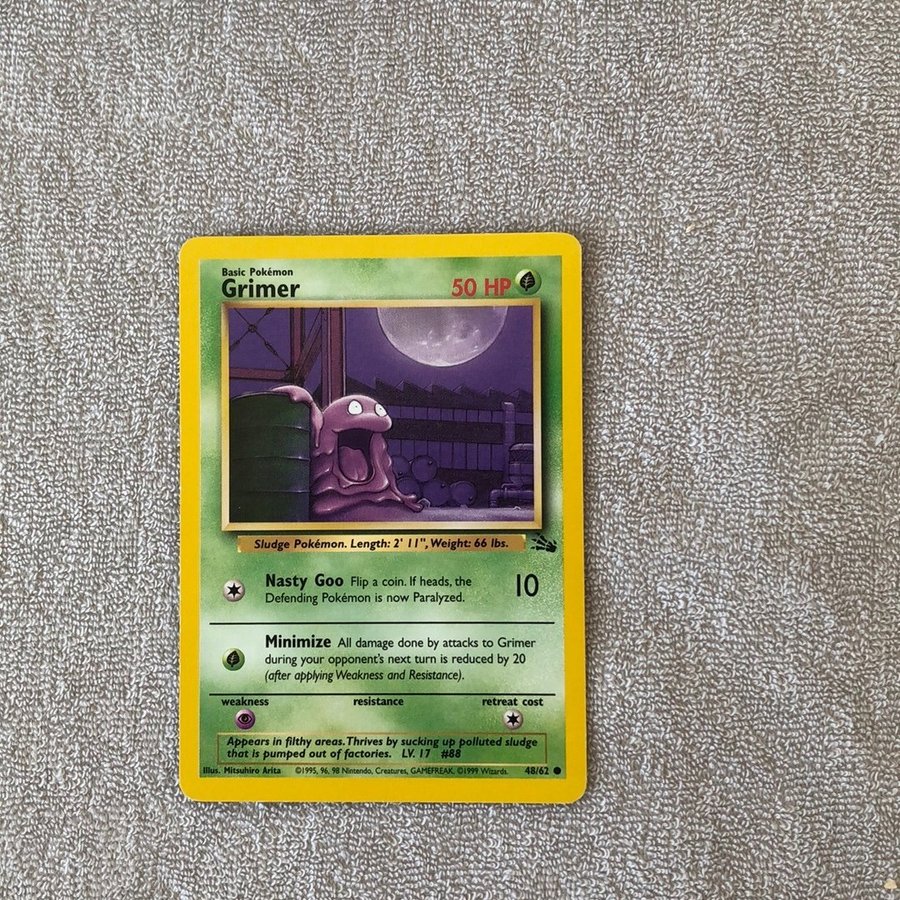 Basic Pokémon
Grimer 50 HP
Sludge Pokémon. Length: 2' 11", Weight: 66 lbs.
Nasty Goo Flip a coin. If heads, the 10
Defending Pokémon is now Paralyzed.
Minimize All damage done by attacks to Grimer
during your opponent's next turn is reduced by 20
(after applying Weakness and Resistance).
weakness resistance retreat cost
Appears in filthy areas. Thrives by sucking up polluted sludge
that is pumped out of factories. LV. 17 #88
Illus. Mitsuhiro Arita ©1995, 96, 98 Nintendo, Creatures, GAMEFREAK. ©1999 Wizards. 48/62